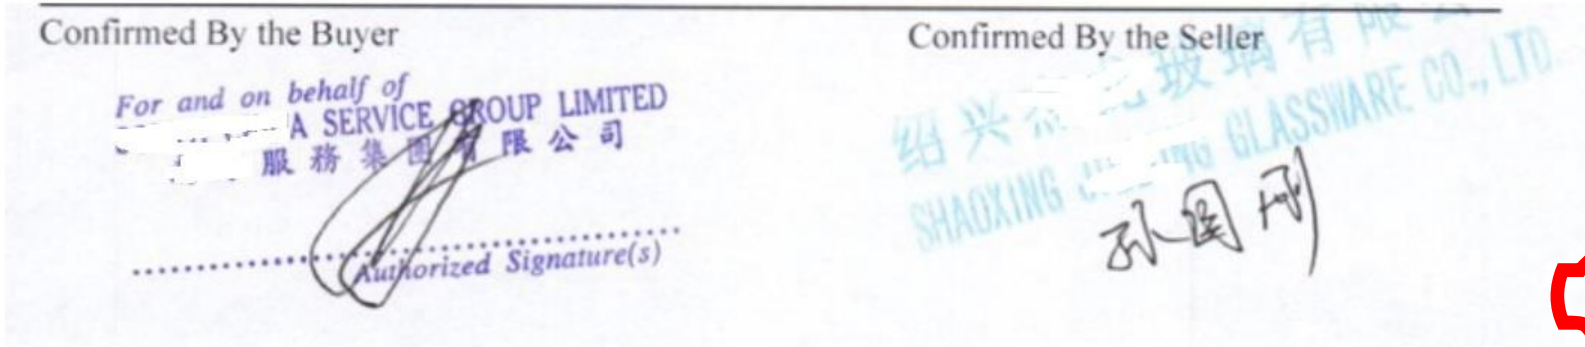 Confirmed By the Buyer
For and on behalf of
A SERVICE GROUP LIMITED
服務集團有限公司
Authorized Signature(s)
Confirmed By the Seller
绍兴 玻璃有限公
SHAOXING GLASSWARE CO., LTD.
孙国刚